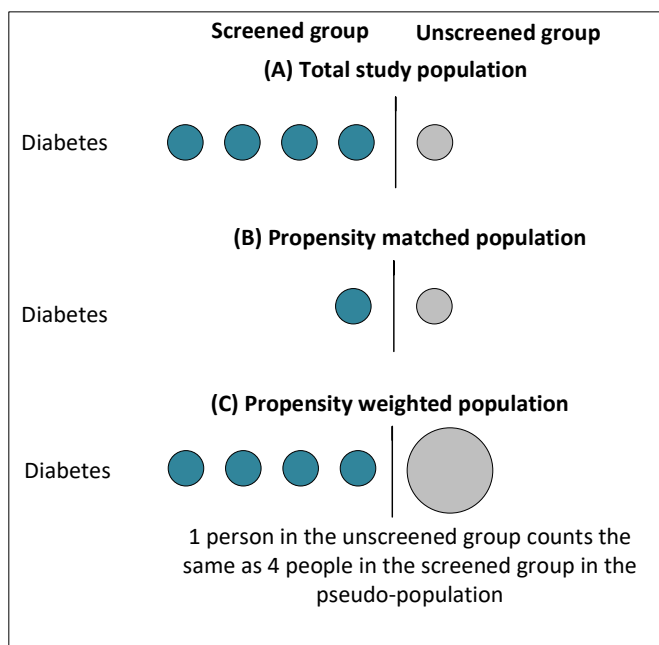 Screened group Unscreened group
(A) Total study population
Diabetes
(B) Propensity matched population
Diabetes
(C) Propensity weighted population
Diabetes
1 person in the unscreened group counts the
same as 4 people in the screened group in the
pseudo-population